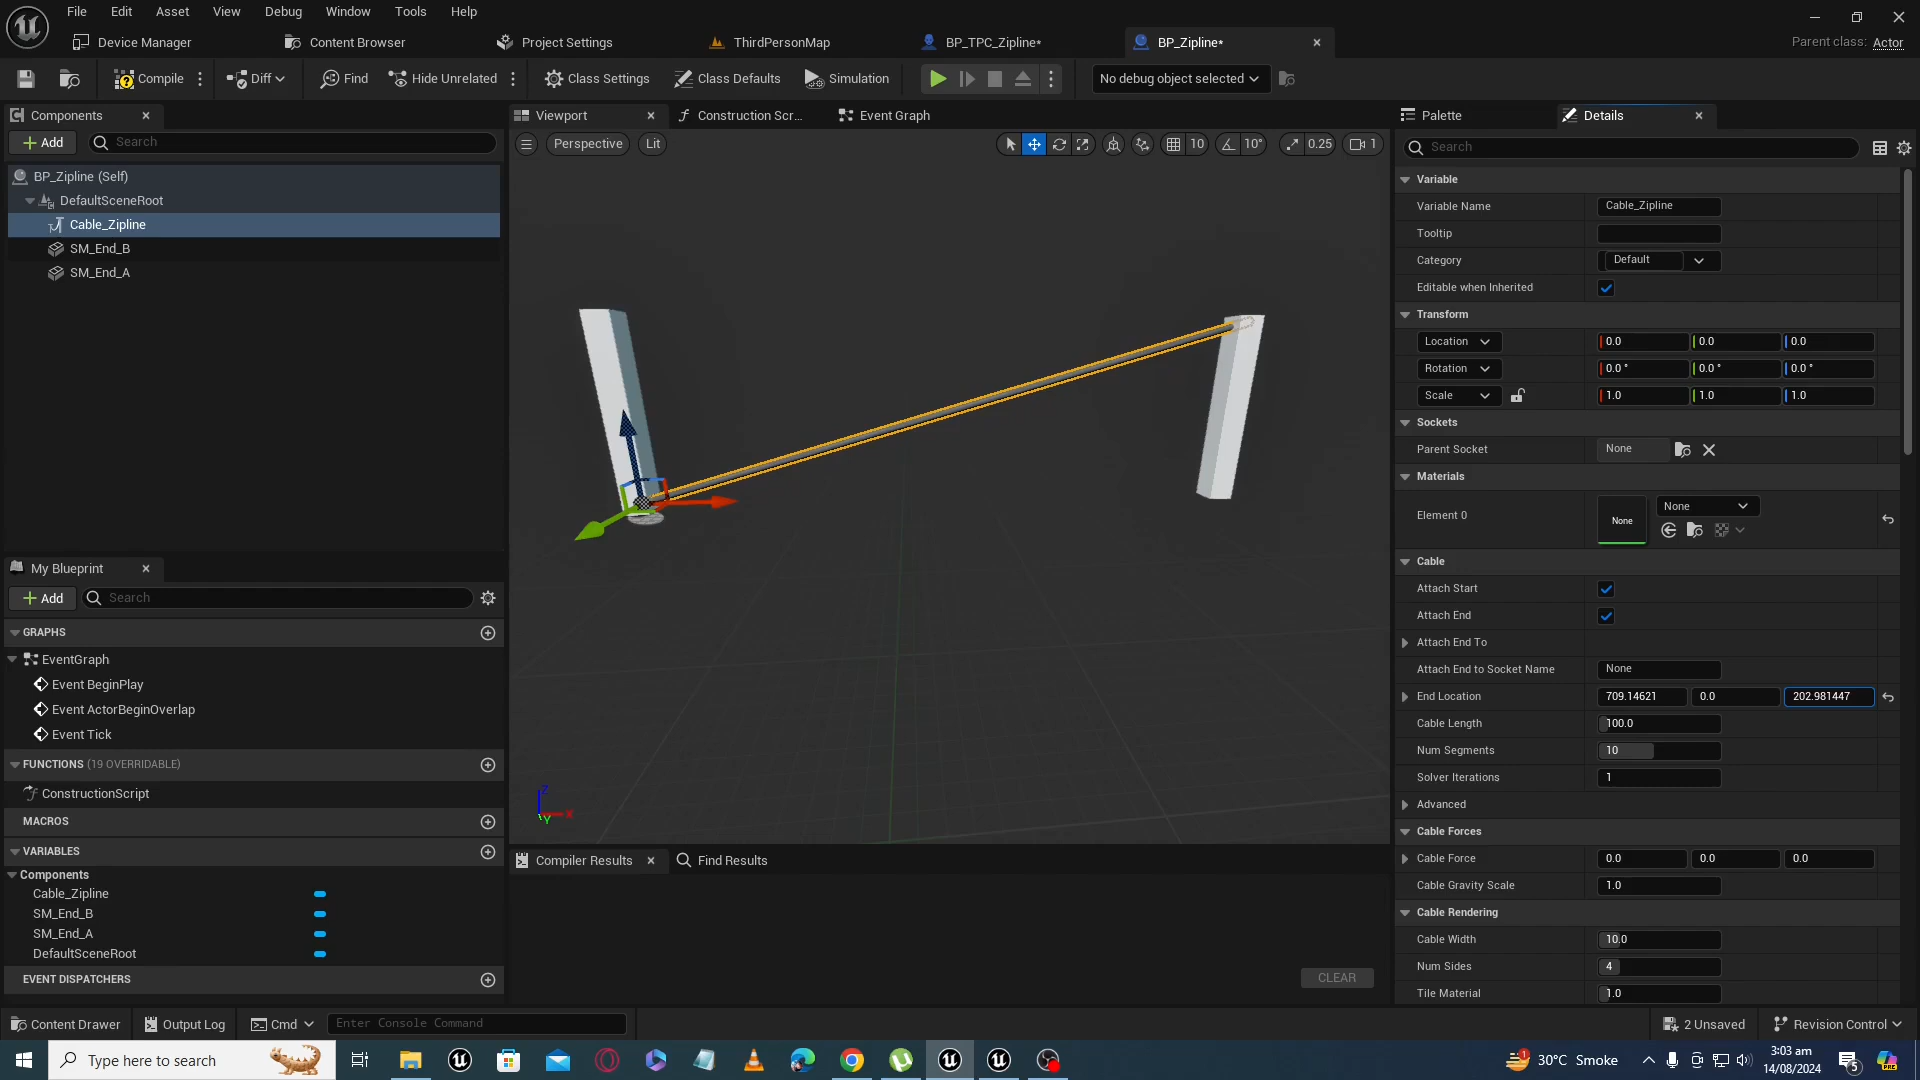 File Edit Asset View Debug Window Tools Help
Device Manager Content Browser Project Settings ThirdPersonMap BP_TPC_Zipline* BP_Zipline* Parent class: Actor
Compile Diff Find Hide Unrelated Class Settings Class Defaults Simulation No debug object selected
Components
Add Search
BP_Zipline (Self)
DefaultSceneRoot
Cable_Zipline
SM_End_B
SM_End_A
My Blueprint
Add Search
GRAPHS
EventGraph
Event BeginPlay
Event ActorBeginOverlap
Event Tick
FUNCTIONS (19 OVERRIDABLE)
ConstructionScript
MACROS
VARIABLES
Components
Cable_Zipline
SM_End_B
SM_End_A
DefaultSceneRoot
EVENT DISPATCHERS
Viewport Construction Scr... Event Graph
Perspective Lit 10 10° 0.25 1
Z
X
Y
Compiler Results Find Results
CLEAR
Palette Details
Search
Variable
Variable Name Cable_Zipline
Tooltip
Category Default
Editable when Inherited
Transform
Location 0.0 0.0 0.0
Rotation 0.0 ° 0.0 ° 0.0 °
Scale 1.0 1.0 1.0
Sockets
Parent Socket None
Materials
Element 0 None None
Cable
Attach Start
Attach End
Attach End To
Attach End to Socket Name None
End Location 709.14621 0.0 202.981447
Cable Length 100.0
Num Segments 10
Solver Iterations 1
Advanced
Cable Forces
Cable Force 0.0 0.0 0.0
Cable Gravity Scale 1.0
Cable Rendering
Cable Width 10.0
Num Sides 4
Tile Material 1.0
Content Drawer Output Log Cmd Enter Console Command 2 Unsaved Revision Control
Type here to search 1 30°C Smoke 3:03 am 5 PRE
14/08/2024